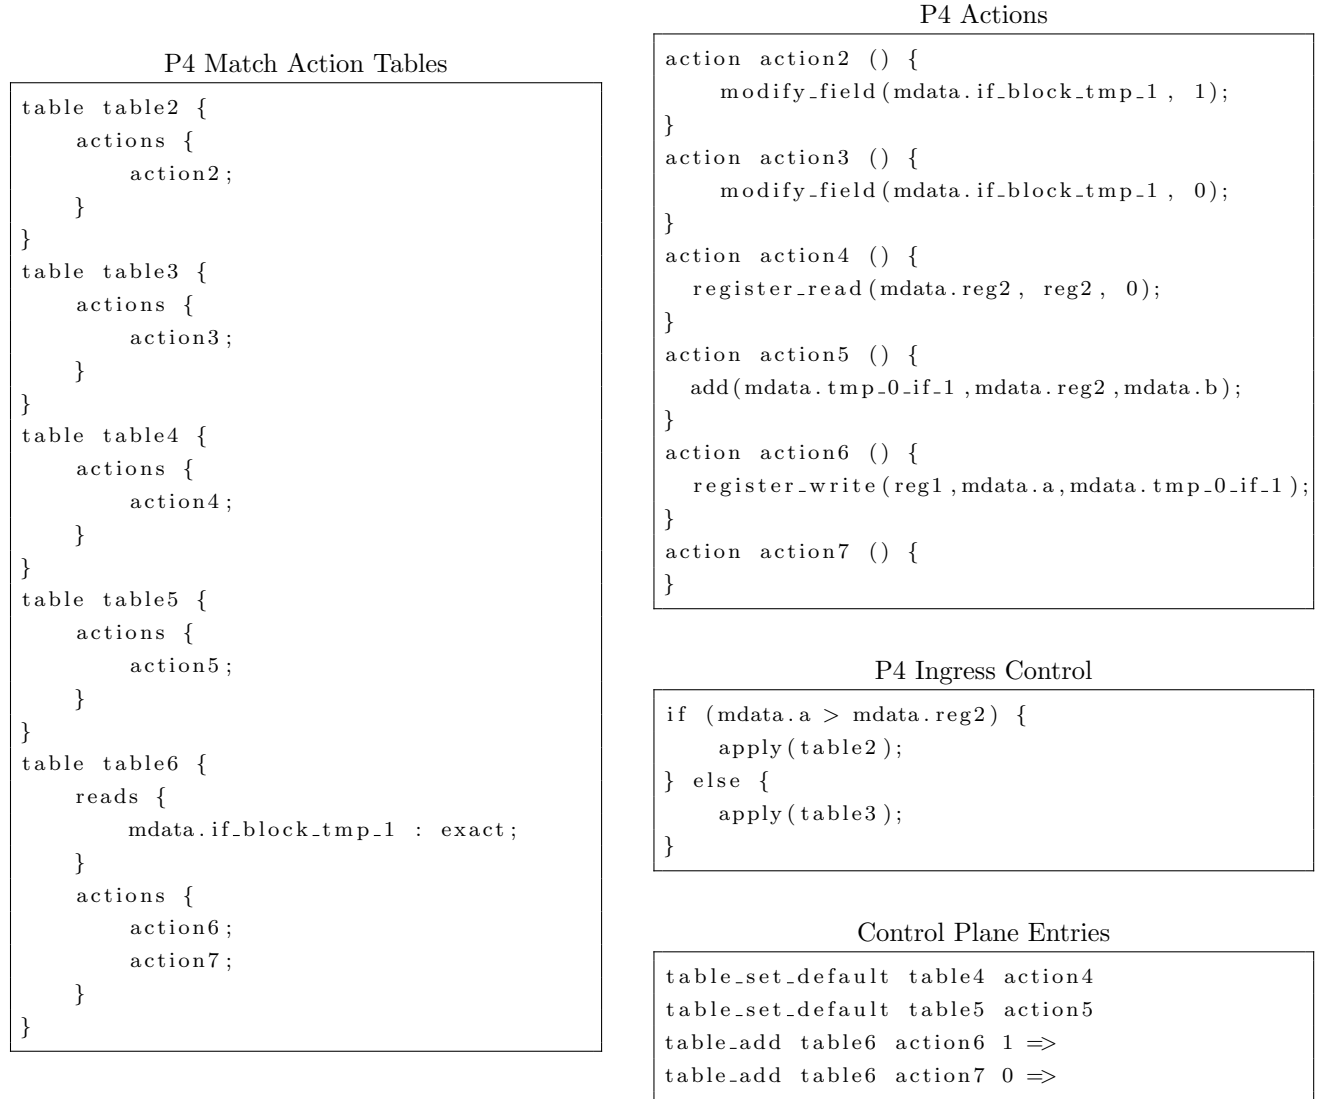 P4 Match Action Tables
table table2 {
    actions {
        action2;
    }
}
table table3 {
    actions {
        action3;
    }
}
table table4 {
    actions {
        action4;
    }
}
table table5 {
    actions {
        action5;
    }
}
table table6 {
    reads {
        mdata.if_block_tmp_1 : exact;
    }
    actions {
        action6;
        action7;
    }
}
P4 Actions
action action2 () {
    modify_field(mdata.if_block_tmp_1, 1);
}
action action3 () {
    modify_field(mdata.if_block_tmp_1, 0);
}
action action4 () {
  register_read(mdata.reg2, reg2, 0);
}
action action5 () {
  add(mdata.tmp_0_if_1,mdata.reg2,mdata.b);
}
action action6 () {
  register_write(reg1,mdata.a,mdata.tmp_0_if_1);
}
action action7 () {
}
P4 Ingress Control
if (mdata.a > mdata.reg2) {
    apply(table2);
} else {
    apply(table3);
}
Control Plane Entries
table_set_default table4 action4
table_set_default table5 action5
table_add table6 action6 1 =>
table_add table6 action7 0 =>